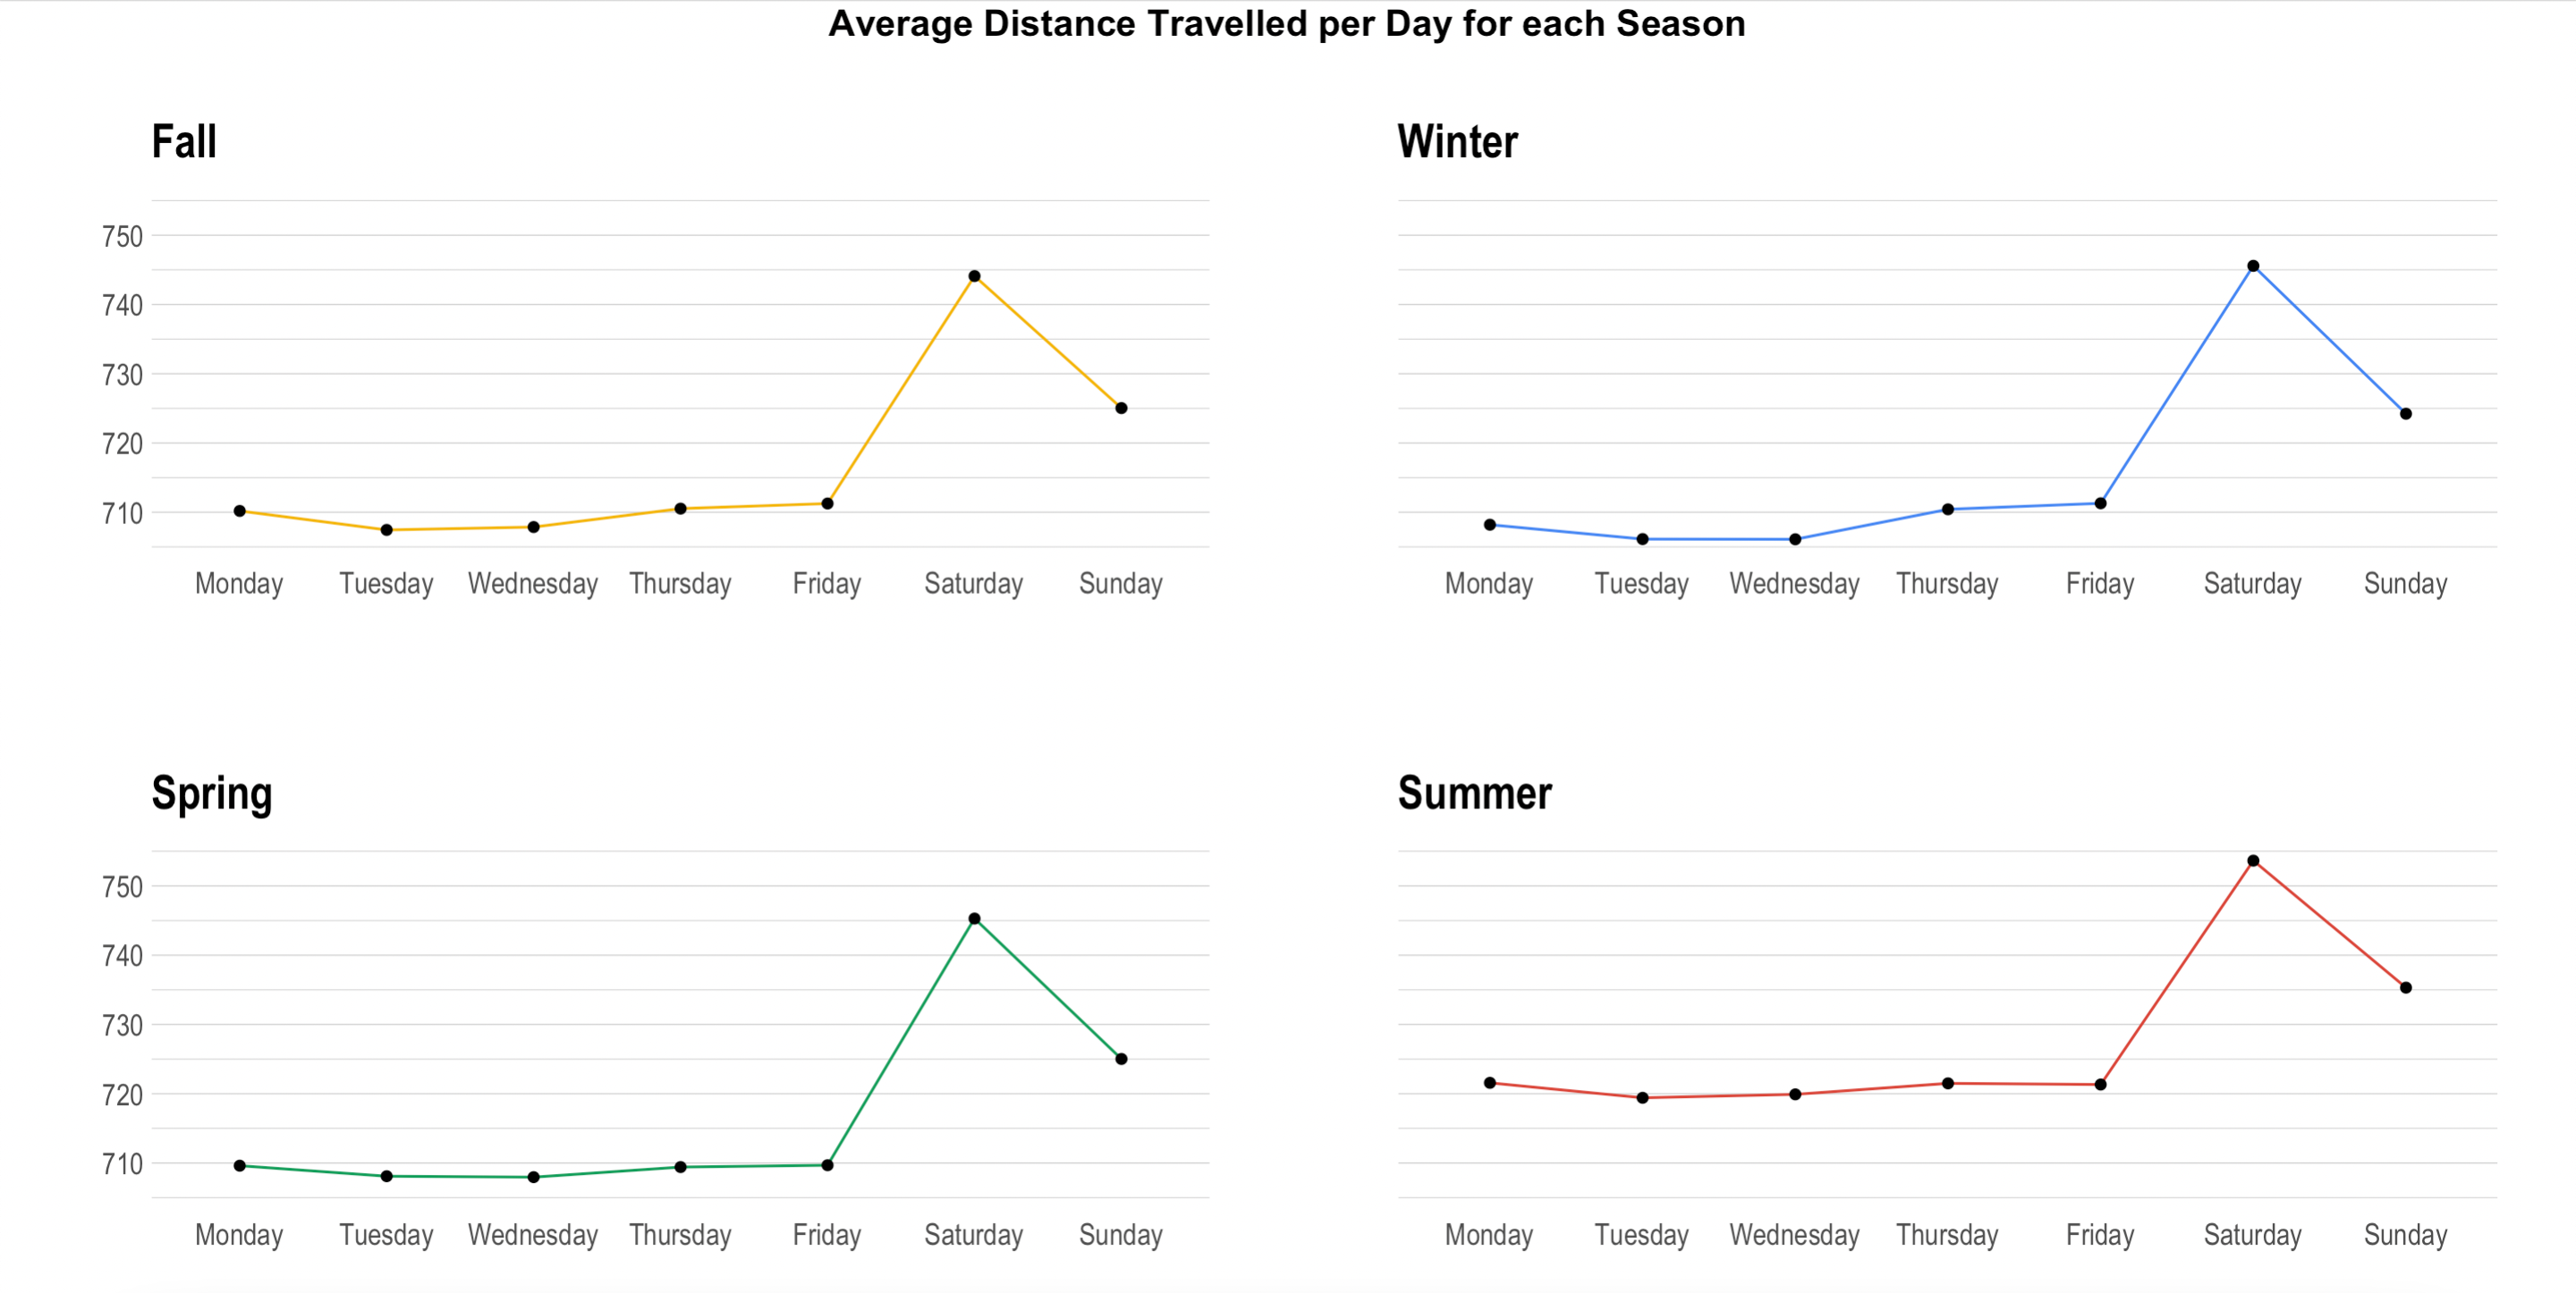 Average Distance Travelled per Day for each Season
Fall
750
740
730
720
710
Monday Tuesday Wednesday Thursday Friday Saturday Sunday
Winter
Monday Tuesday Wednesday Thursday Friday Saturday Sunday
Spring
750
740
730
720
710
Monday Tuesday Wednesday Thursday Friday Saturday Sunday
Summer
Monday Tuesday Wednesday Thursday Friday Saturday Sunday